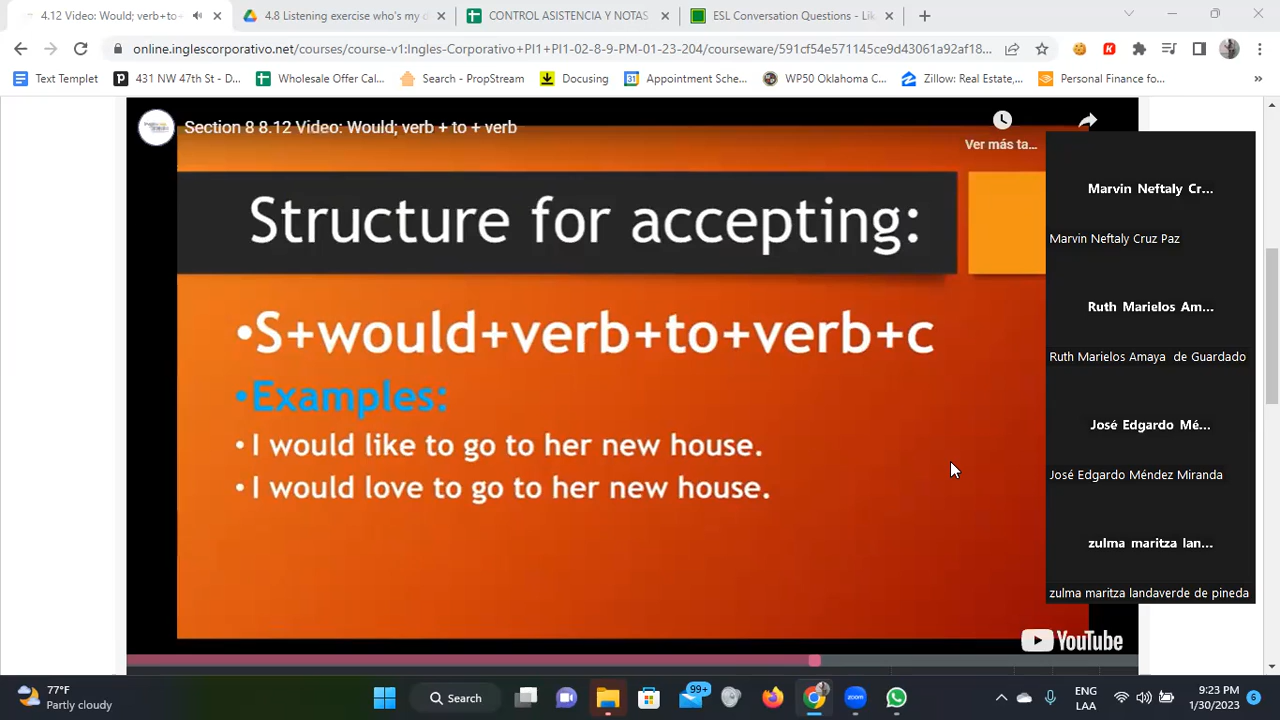 4.12 Video: Would; verb+to+
4.8 Listening exercise who's my d
CONTROL ASISTENCIA Y NOTAS
ESL Conversation Questions - Lik
online.inglescorporativo.net/courses/course-v1:Ingles-Corporativo+PI1+PI1-02-8-9-PM-01-23-204/courseware/591cf54e571145ce9d43061a92af18...
Text Templet
431 NW 47th St - D...
Wholesale Offer Cal...
Search - PropStream
Docusing
Appointment Sche...
WP50 Oklahoma C...
Zillow: Real Estate,...
Personal Finance fo...
»
Section 8 8.12 Video: Would; verb + to + verb
Ver más ta...
Structure for accepting:
•S+would+verb+to+verb+c
•Examples:
• I would like to go to her new house.
• I would love to go to her new house.
Marvin Neftaly Cr...
Marvin Neftaly Cruz Paz
Ruth Marielos Am...
Ruth Marielos Amaya de Guardado
José Edgardo Mé...
José Edgardo Méndez Miranda
zulma maritza lan...
zulma maritza landaverde de pineda
YouTube
77°F
Partly cloudy
Search
99+
zoom
ENG
LAA
9:23 PM
1/30/2023
6